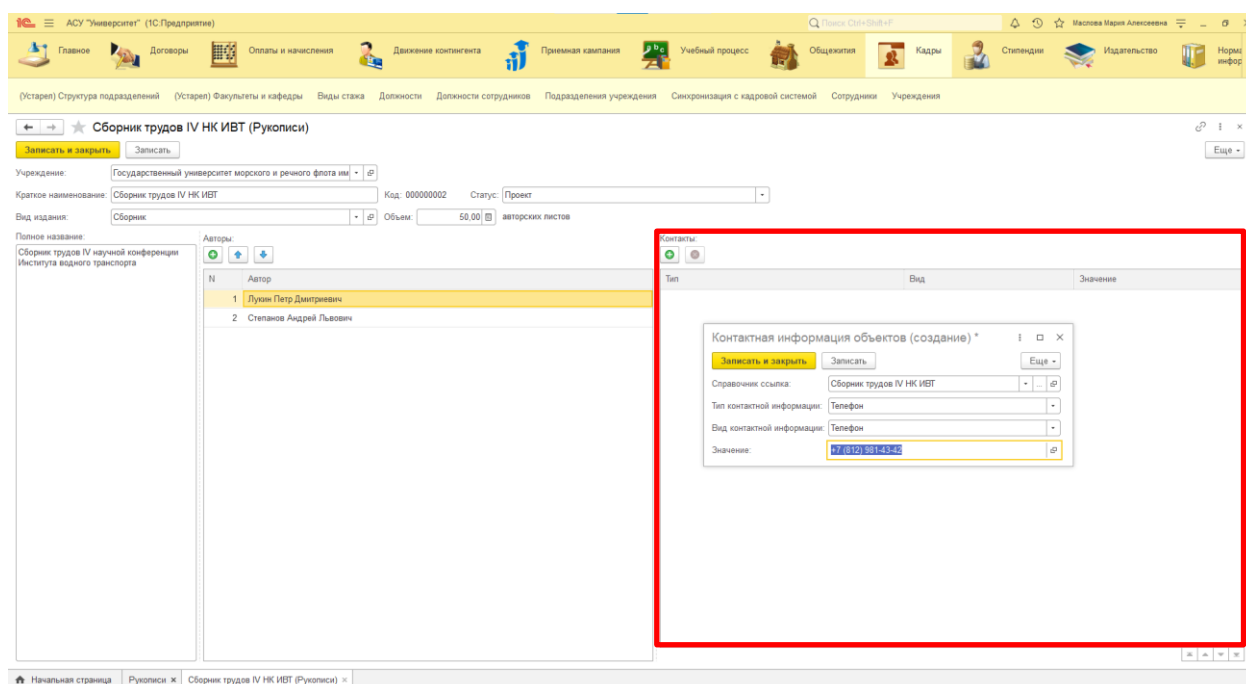 1С АСУ "Университет" (1С:Предприятие) Поиск Ctrl+Shift+F Маслова Мария Алексеевна
Главное Договоры Оплаты и начисления Движение контингента Приемная кампания Учебный процесс Общежития Кадры Стипендии Издательство Норма
инфор
(Устарел) Структура подразделений (Устарел) Факультеты и кафедры Виды стажа Должности Должности сотрудников Подразделения учреждения Синхронизация с кадровой системой Сотрудники Учреждения
Сборник трудов IV НК ИВТ (Рукописи)
Записать и закрыть Записать Еще
Учреждение: Государственный университет морского и речного флота им
Краткое наименование: Сборник трудов IV НК ИВТ Код: 000000002 Статус: Проект
Вид издания: Сборник Объем: 50,00 авторских листов
Полное название: Авторы: Контакты:
Сборник трудов IV научной конференции
Института водного транспорта
N Автор Тип Вид Значение
1 Лукин Петр Дмитриевич
2 Степанов Андрей Львович
Контактная информация объектов (создание) *
Записать и закрыть Записать Еще
Справочник ссылка: Сборник трудов IV НК ИВТ
Тип контактной информации: Телефон
Вид контактной информации: Телефон
Значение: +7 (812) 981-43-42
Начальная страница Рукописи × Сборник трудов IV НК ИВТ (Рукописи) ×